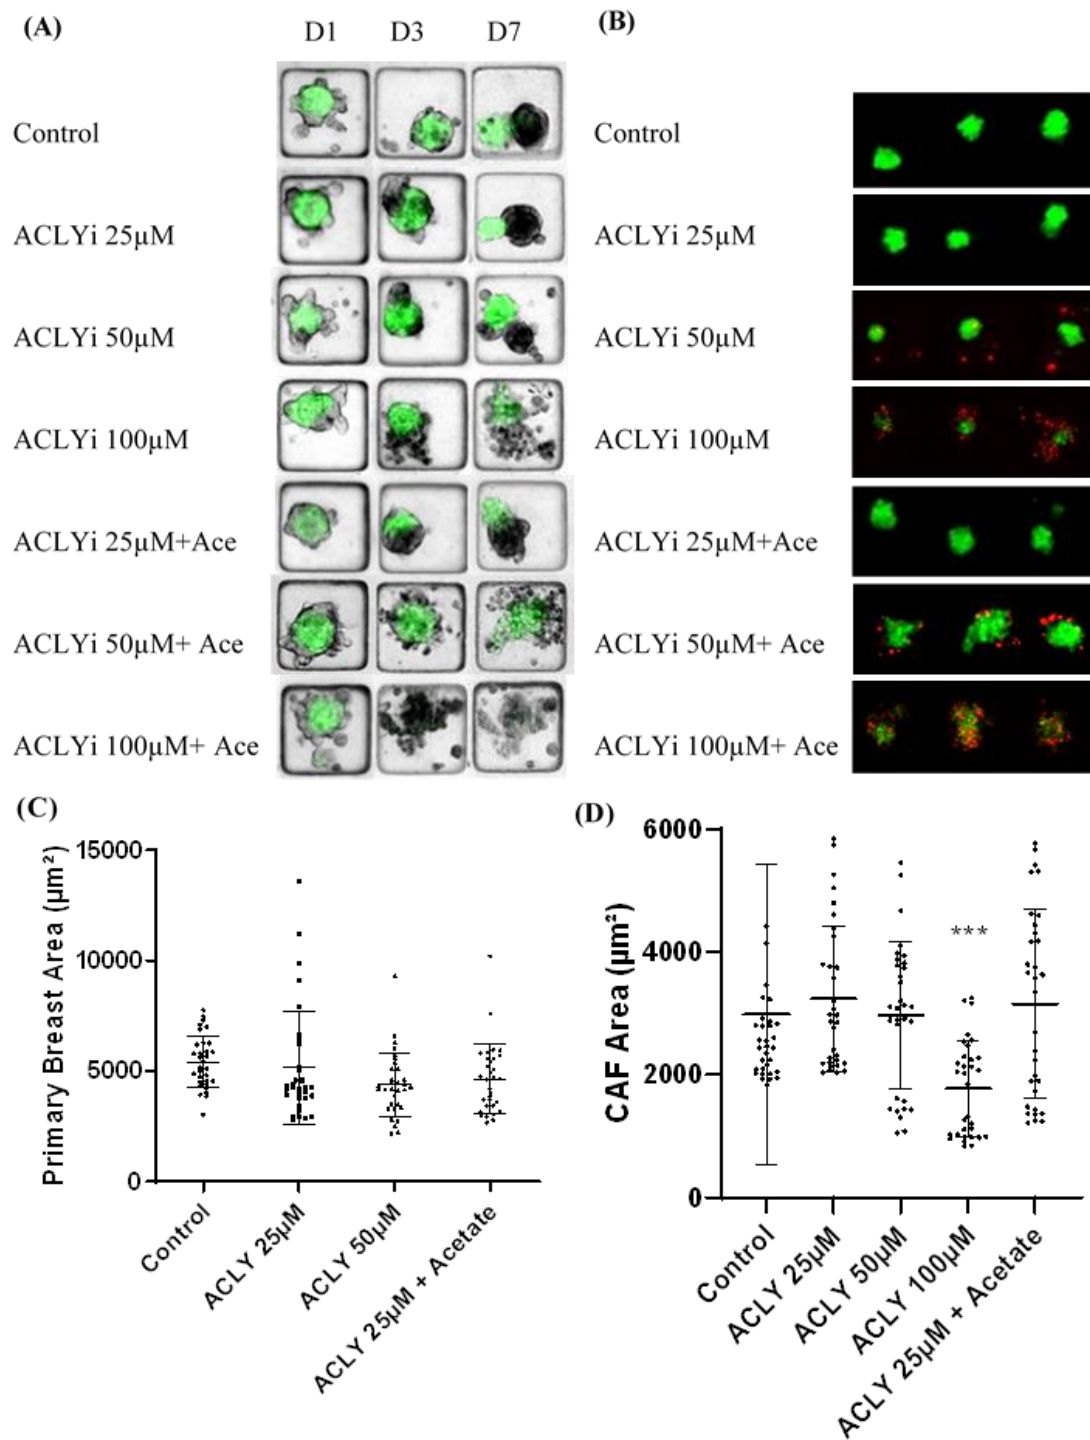 (A)
D1 D3 D7
Control
ACLYi 25µM
ACLYi 50µM
ACLYi 100µM
ACLYi 25µM+Ace
ACLYi 50µM+ Ace
ACLYi 100µM+ Ace
(B)
Control
ACLYi 25µM
ACLYi 50µM
ACLYi 100µM
ACLYi 25µM+Ace
ACLYi 50µM+ Ace
ACLYi 100µM+ Ace
(C)
Primary Breast Area (µm²)
15000
10000
5000
0
Control
ACLY 25µM
ACLY 50µM
ACLY 25µM + Acetate
(D)
CAF Area (µm²)
6000
4000
2000
0
***
Control
ACLY 25µM
ACLY 50µM
ACLY 100µM
ACLY 25µM + Acetate